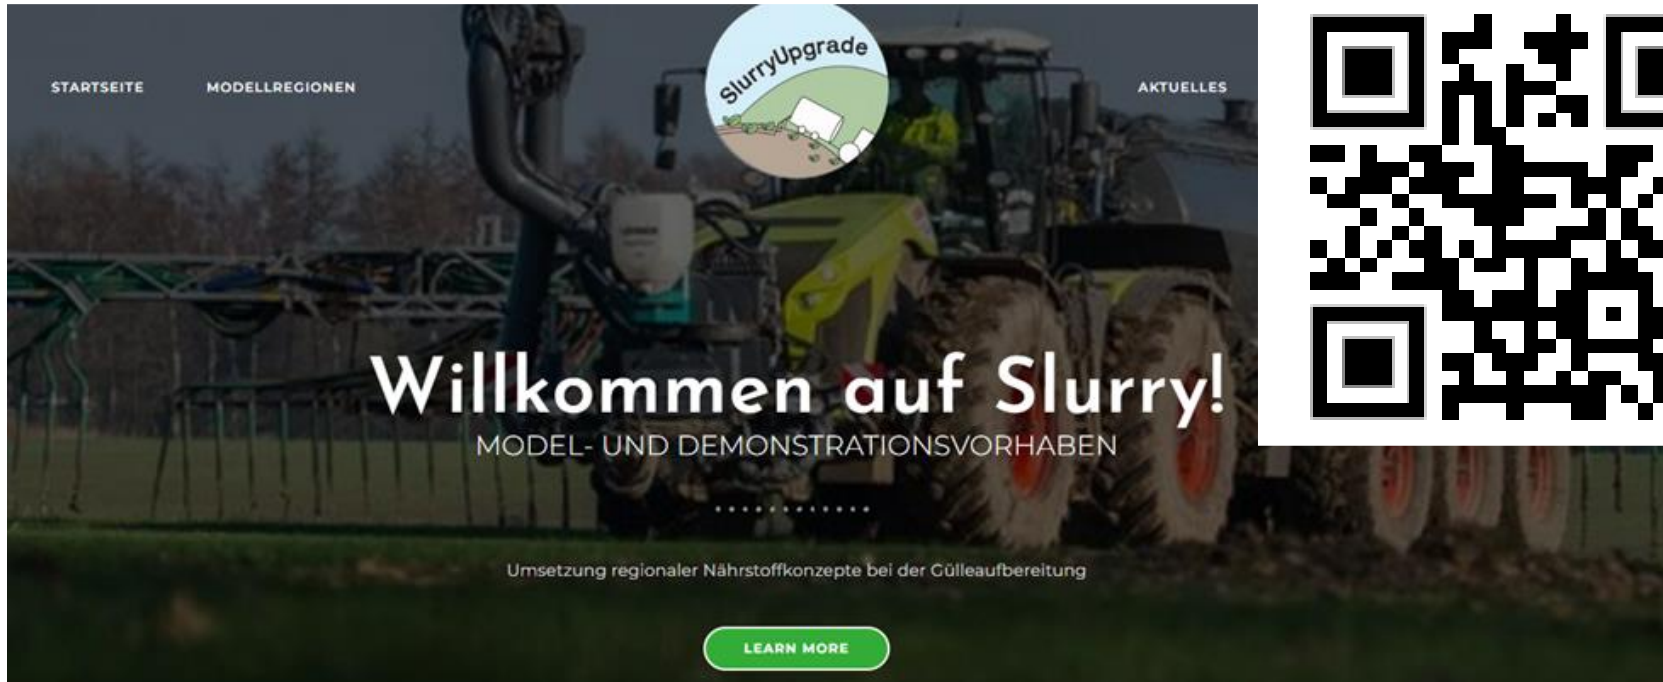 STARTSEITE
MODELLREGIONEN
SlurryUpgrade
AKTUELLES
Willkommen auf Slurry!
MODEL- UND DEMONSTRATIONSVORHABEN
Umsetzung regionaler Nährstoffkonzepte bei der Gülleaufbereitung
LEARN MORE